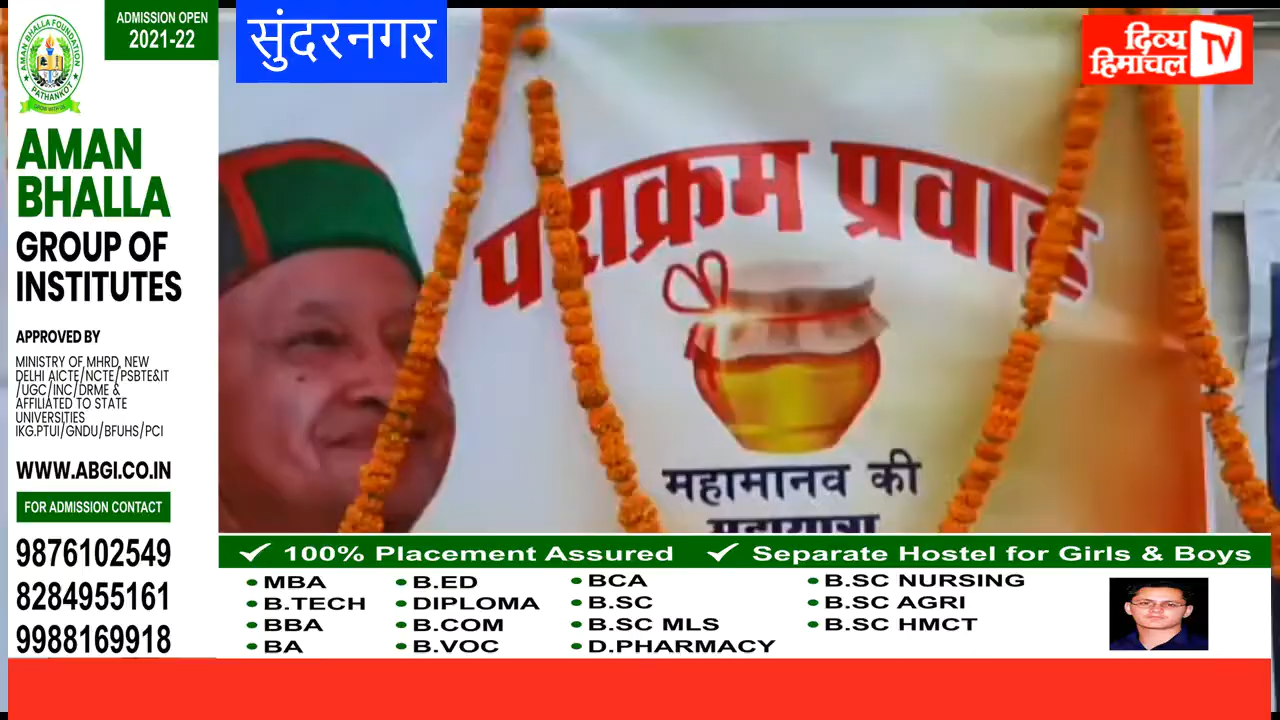 ADMISSION OPEN
2021-22
AMAN BHALLA FOUNDATION
PATHANKOT
AMAN
BHALLA
GROUP OF
INSTITUTES
APPROVED BY
MINISTRY OF MHRD, NEW
DELHI AICTE/NCTE/PSBTE&IT
/UGC/INC/DRME &
AFFILIATED TO STATE
UNIVERSITIES
IKG.PTUI/GNDU/BFUHS/PCI
WWW.ABGI.CO.IN
FOR ADMISSION CONTACT
9876102549
8284955161
9988169918
सुंदरनगर
दिव्य
हिमाचल TV
पराक्रम प्रवाह
महामानव की
महायात्रा
100% Placement Assured
Separate Hostel for Girls & Boys
MBA
B.TECH
BBA
BA
B.ED
DIPLOMA
B.COM
B.VOC
BCA
B.SC
B.SC MLS
D.PHARMACY
B.SC NURSING
B.SC AGRI
B.SC HMCT